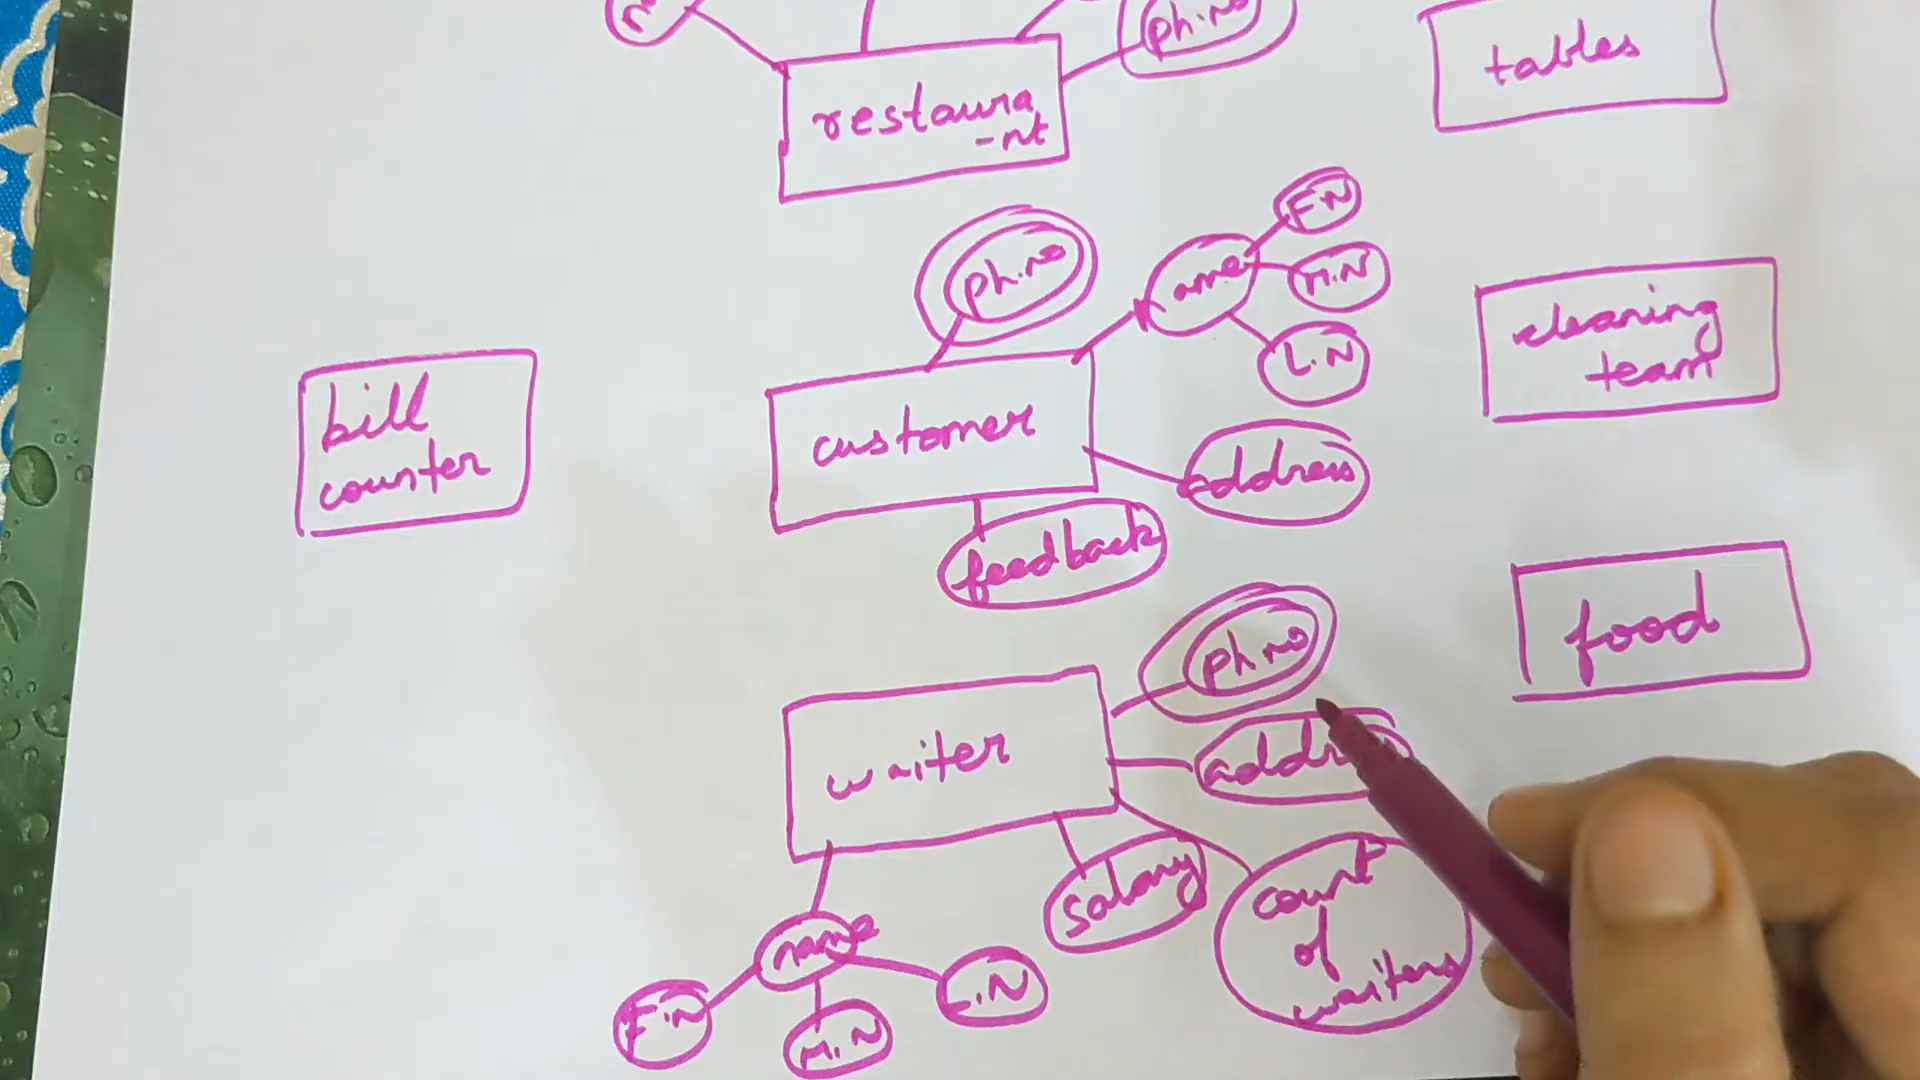 ph.no
tables
restaura
-nt
F.N
ph.no
name
M.N
L.N
cleaning
team
bill
counter
customer
address
feedback
food
ph.no
waiter
address
salary
count
of
waiters
name
F.N
L.N
M.N